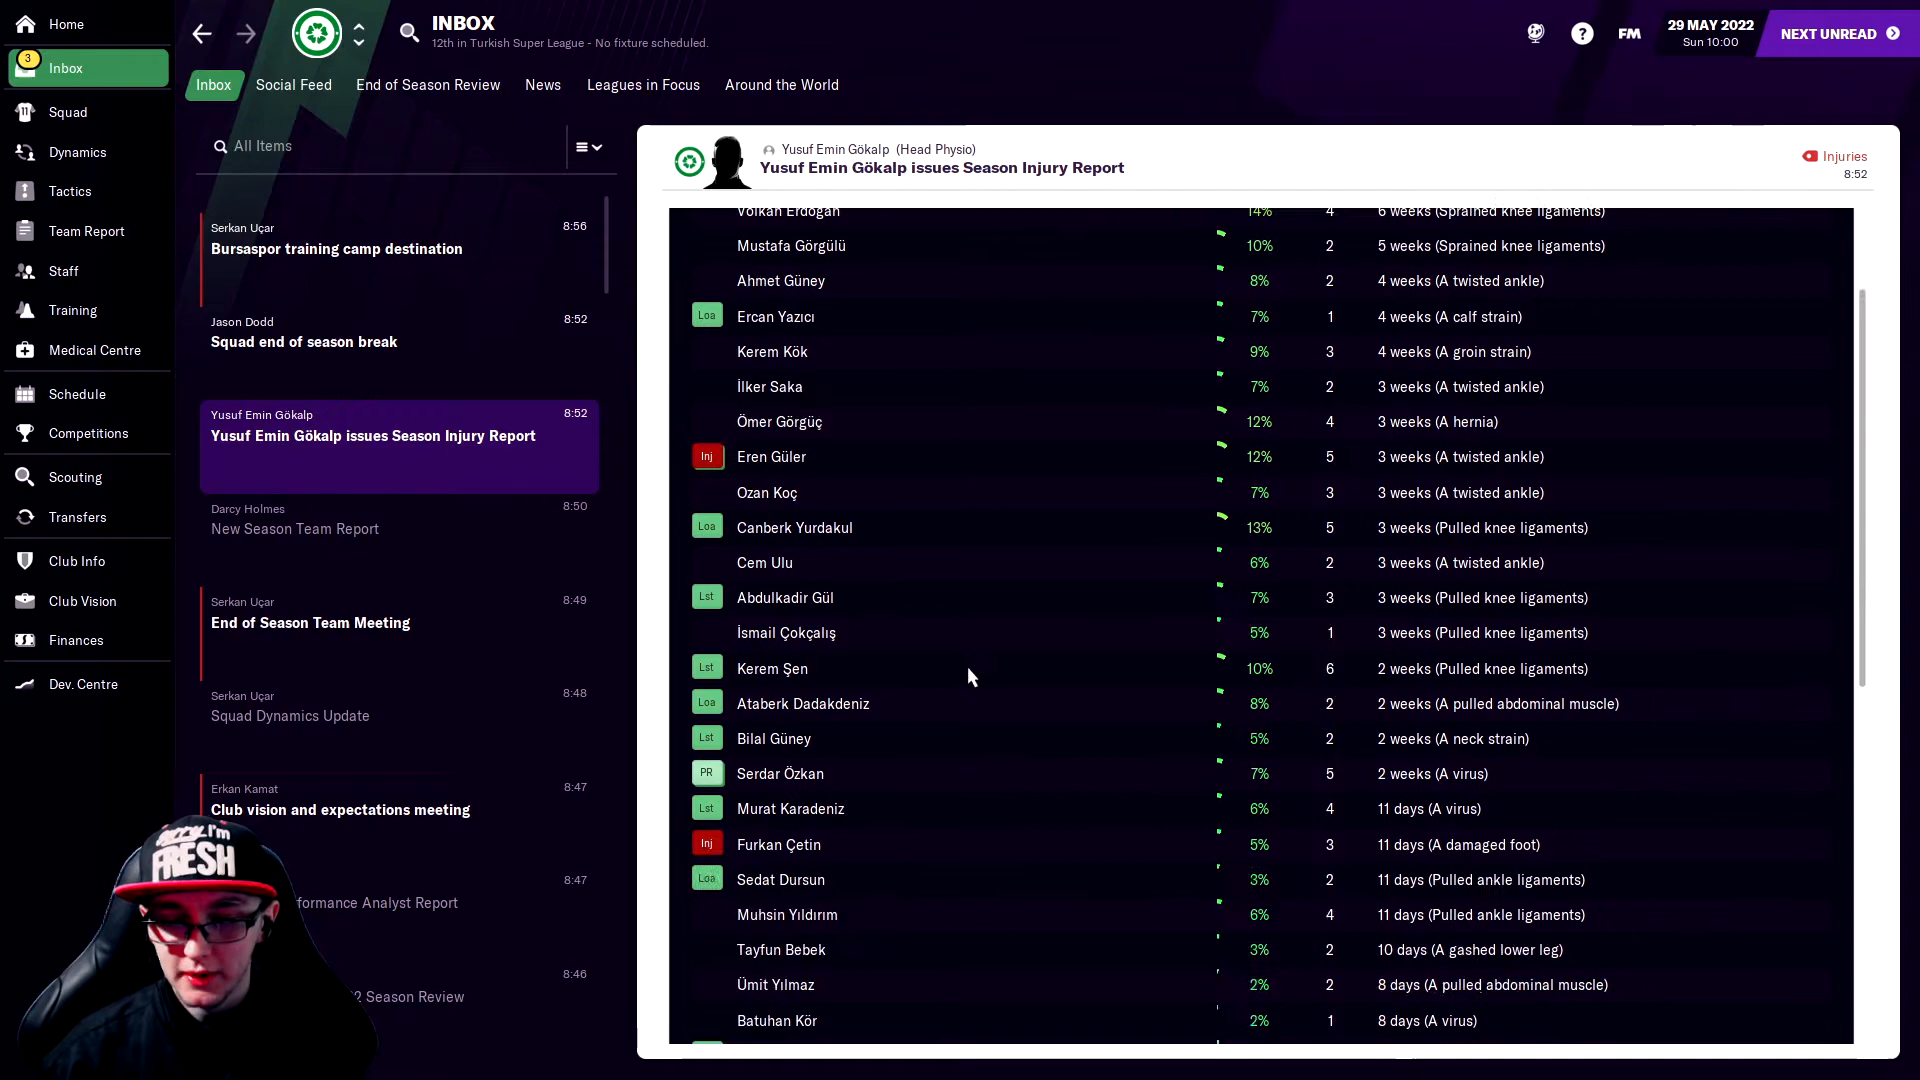 Home
3
Inbox
Squad
Dynamics
Tactics
Team Report
Staff
Training
Medical Centre
Schedule
Competitions
Scouting
Transfers
Club Info
Club Vision
Finances
Dev. Centre
INBOX
12th in Turkish Super League - No fixture scheduled.
?
FM
29 MAY 2022
Sun 10:00
NEXT UNREAD
Inbox
Social Feed
End of Season Review
News
Leagues in Focus
Around the World
All Items
Serkan Uçar 8:56
Bursaspor training camp destination
Jason Dodd 8:52
Squad end of season break
Yusuf Emin Gökalp 8:52
Yusuf Emin Gökalp issues Season Injury Report
Darcy Holmes 8:50
New Season Team Report
Serkan Uçar 8:49
End of Season Team Meeting
Serkan Uçar 8:48
Squad Dynamics Update
Erkan Kamat 8:47
Club vision and expectations meeting
8:47
formance Analyst Report
8:46
2 Season Review
SORRY, I'M
FRESH
Yusuf Emin Gökalp (Head Physio)
Yusuf Emin Gökalp issues Season Injury Report
Injuries
8:52
Volkan Erdoğan 14% 4 6 weeks (Sprained knee ligaments)
Mustafa Görgülü 10% 2 5 weeks (Sprained knee ligaments)
Ahmet Güney 8% 2 4 weeks (A twisted ankle)
Loa Ercan Yazıcı 7% 1 4 weeks (A calf strain)
Kerem Kök 9% 3 4 weeks (A groin strain)
İlker Saka 7% 2 3 weeks (A twisted ankle)
Ömer Görgüç 12% 4 3 weeks (A hernia)
Inj Eren Güler 12% 5 3 weeks (A twisted ankle)
Ozan Koç 7% 3 3 weeks (A twisted ankle)
Loa Canberk Yurdakul 13% 5 3 weeks (Pulled knee ligaments)
Cem Ulu 6% 2 3 weeks (A twisted ankle)
Lst Abdulkadir Gül 7% 3 3 weeks (Pulled knee ligaments)
İsmail Çokçalış 5% 1 3 weeks (Pulled knee ligaments)
Lst Kerem Şen 10% 6 2 weeks (Pulled knee ligaments)
Loa Ataberk Dadakdeniz 8% 2 2 weeks (A pulled abdominal muscle)
Lst Bilal Güney 5% 2 2 weeks (A neck strain)
PR Serdar Özkan 7% 5 2 weeks (A virus)
Lst Murat Karadeniz 6% 4 11 days (A virus)
Inj Furkan Çetin 5% 3 11 days (A damaged foot)
Loa Sedat Dursun 3% 2 11 days (Pulled ankle ligaments)
Muhsin Yıldırım 6% 4 11 days (Pulled ankle ligaments)
Tayfun Bebek 3% 2 10 days (A gashed lower leg)
Ümit Yılmaz 2% 2 8 days (A pulled abdominal muscle)
Batuhan Kör 2% 1 8 days (A virus)